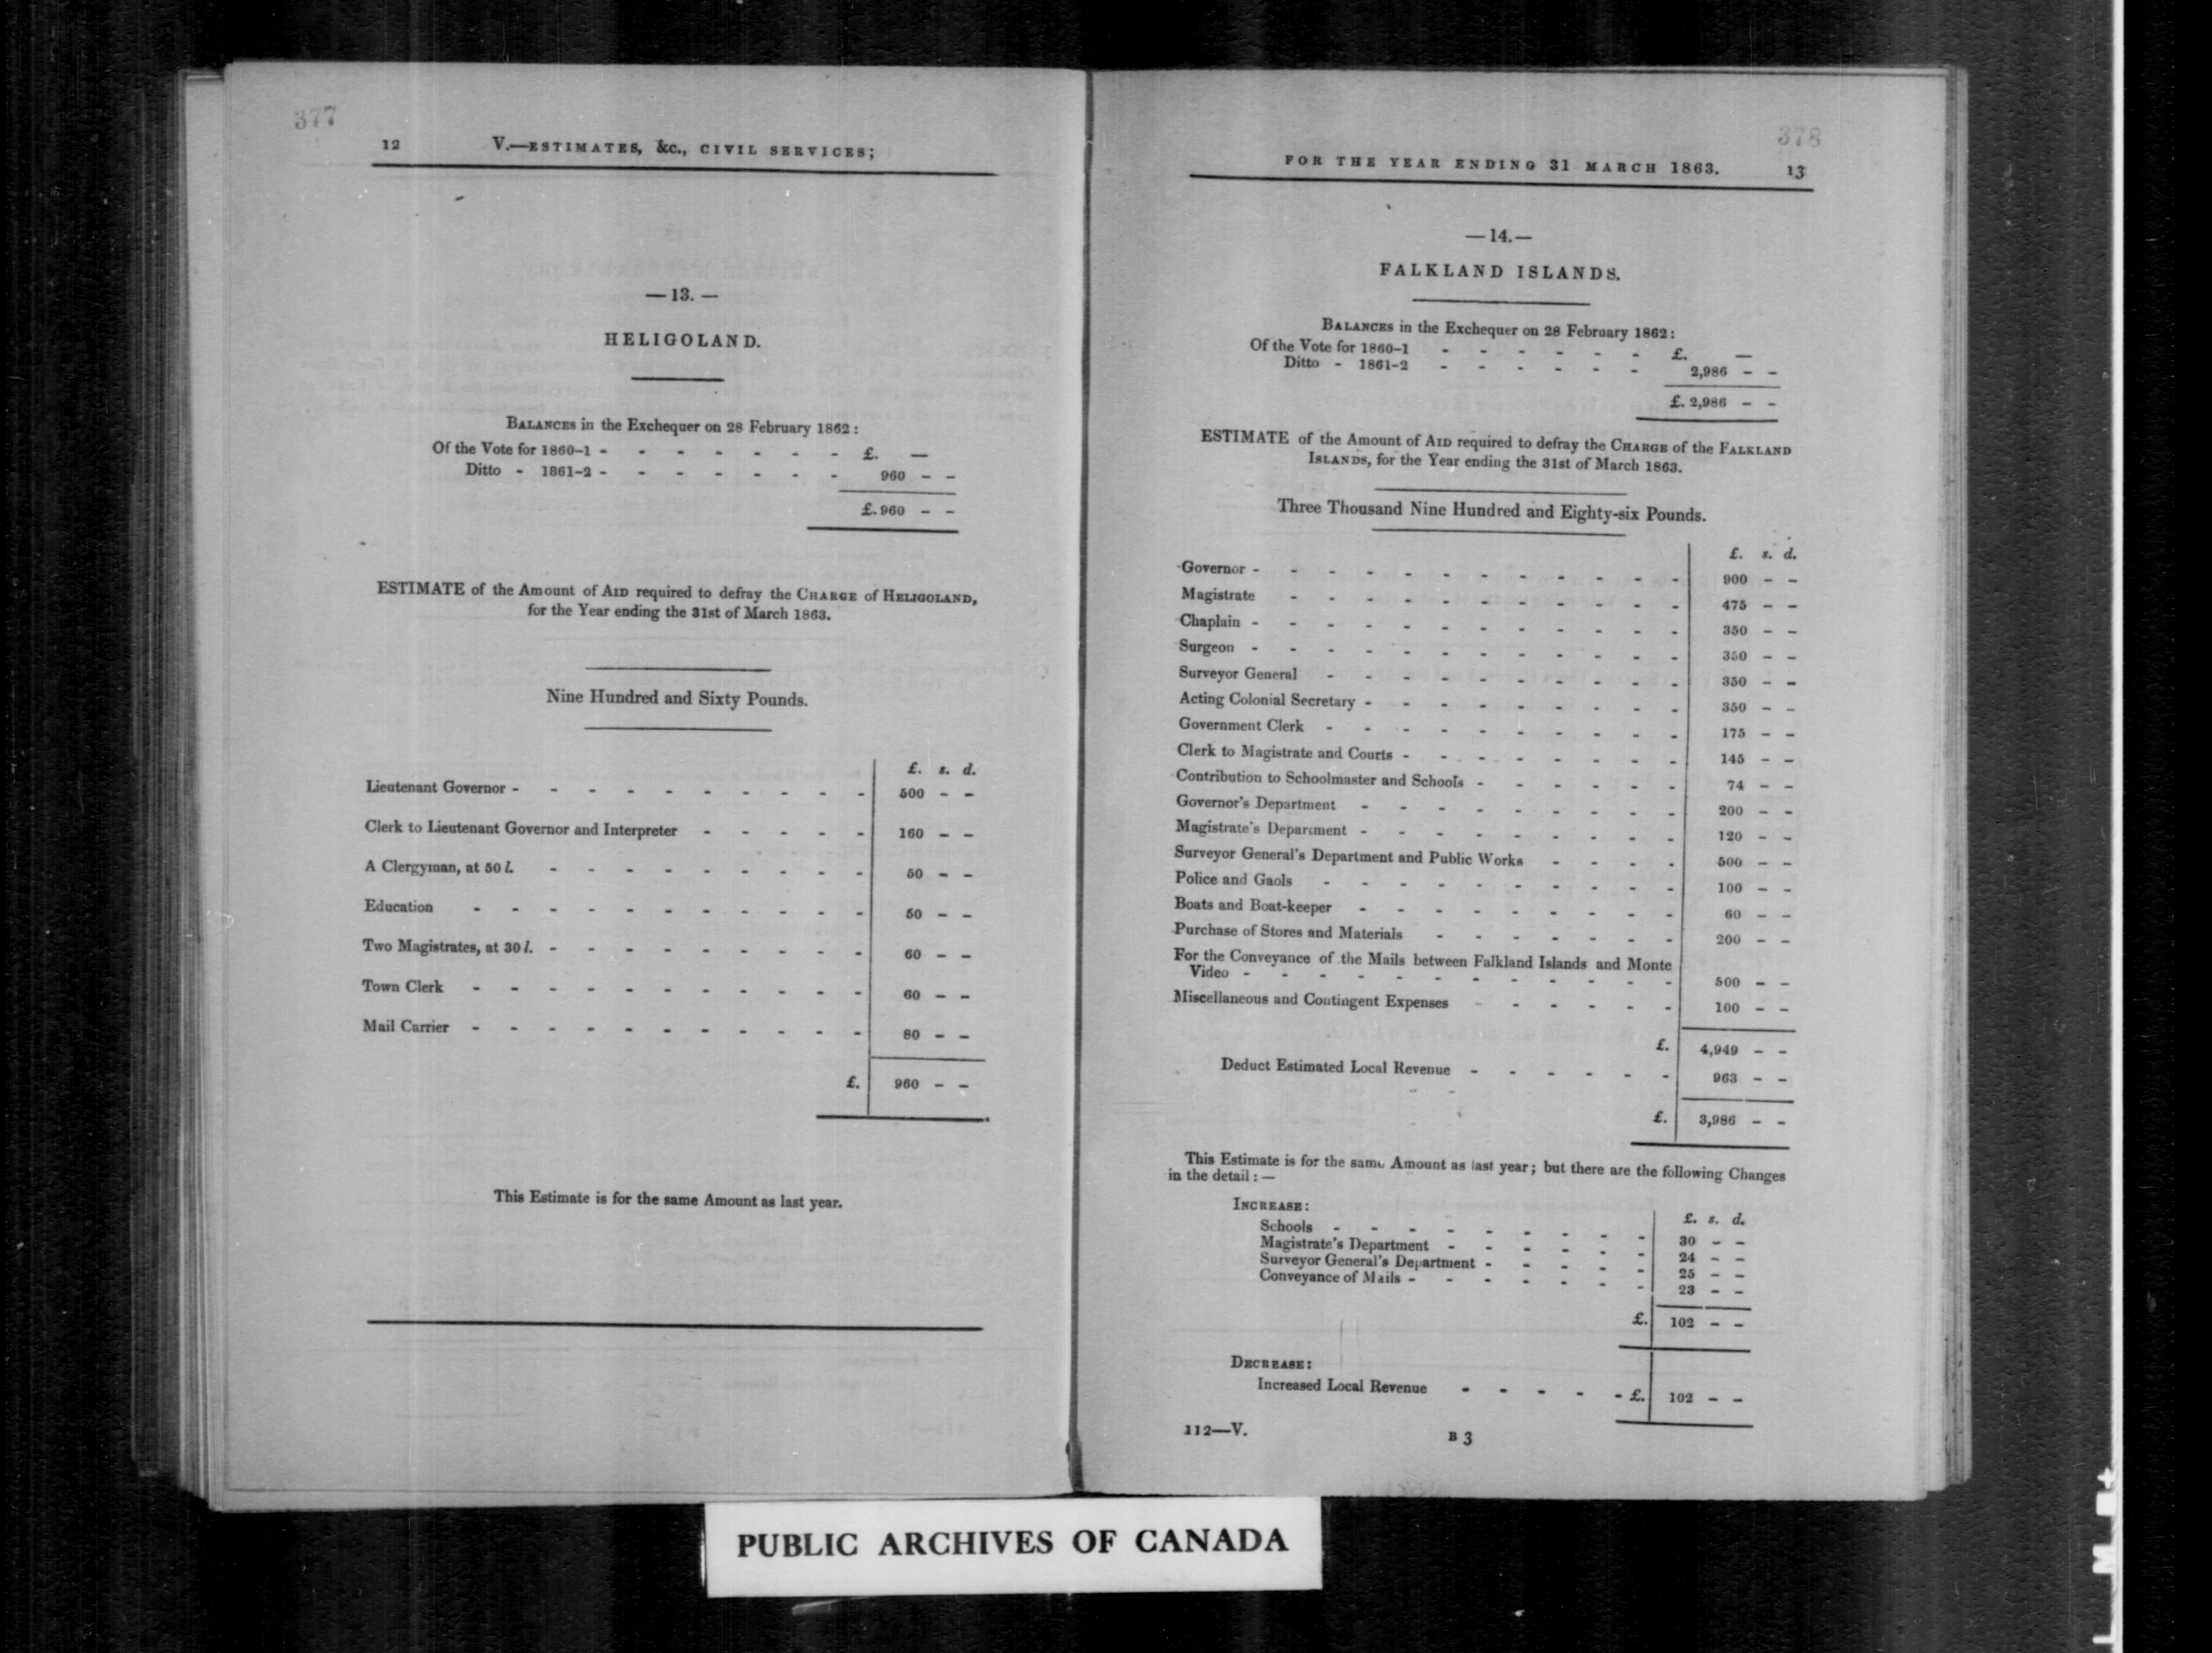 377
12 V.—ESTIMATES, &c., CIVIL SERVICES;
—13.—
HELIGOLAND.
BALANCES in the Exchequer on 28 February 1862:
Of the Vote for 1860-1 - - - - - - - £. —
Ditto - 1861-2 - - - - - - - 960 - -
£. 960 - -
ESTIMATE of the Amount of AID required to defray the CHARGE of HELIGOLAND,
for the Year ending the 31st of March 1863.
Nine Hundred and Sixty Pounds.
£. s. d.
Lieutenant Governor - - - - - - - - - - 500 - -
Clerk to Lieutenant Governor and Interpreter - - - - - 160 - -
A Clergyman, at 50 l. - - - - - - - - - 50 - -
Education - - - - - - - - - - - 50 - -
Two Magistrates, at 30 l. - - - - - - - - - 60 - -
Town Clerk - - - - - - - - - - - 60 - -
Mail Carrier - - - - - - - - - - - 80 - -
£. 960 - -
This Estimate is for the same Amount as last year.
378
FOR THE YEAR ENDING 31 MARCH 1863. 13
—14.—
FALKLAND ISLANDS.
BALANCES in the Exchequer on 28 February 1862:
Of the Vote for 1860-1 - - - - - - £. —
Ditto - 1861-2 - - - - - - 2,986 - -
£. 2,986 - -
ESTIMATE of the Amount of AID required to defray the CHARGE of the FALKLAND
ISLANDS, for the Year ending the 31st of March 1863.
Three Thousand Nine Hundred and Eighty-six Pounds.
£. s. d.
Governor - - - - - - - - - - - - 900 - -
Magistrate - - - - - - - - - - - 475 - -
Chaplain - - - - - - - - - - - - 350 - -
Surgeon - - - - - - - - - - - - 350 - -
Surveyor General - - - - - - - - - - 350 - -
Acting Colonial Secretary - - - - - - - - - 350 - -
Government Clerk - - - - - - - - - - 175 - -
Clerk to Magistrate and Courts - - - - - - - - 145 - -
Contribution to Schoolmaster and Schools - - - - - - 74 - -
Governor's Department - - - - - - - - - 200 - -
Magistrate's Department - - - - - - - - - 120 - -
Surveyor General's Department and Public Works - - - - 500 - -
Police and Gaols - - - - - - - - - - 100 - -
Boats and Boat-keeper - - - - - - - - - 60 - -
Purchase of Stores and Materials - - - - - - - 200 - -
For the Conveyance of the Mails between Falkland Islands and Monte
Video - - - - - - - - - - - - 500 - -
Miscellaneous and Contingent Expenses - - - - - - 100 - -
£. 4,949 - -
Deduct Estimated Local Revenue - - - - - - 963 - -
£. 3,986 - -
This Estimate is for the same Amount as last year; but there are the following Changes
in the detail:—
INCREASE:
£. s. d.
Schools - - - - - - - - - 30 - -
Magistrate's Department - - - - - - 24 - -
Surveyor General's Department - - - - - 25 - -
Conveyance of Mails - - - - - - - 23 - -
£. 102 - -
DECREASE:
Increased Local Revenue - - - - - £. 102 - -
112—V. B 3
PUBLIC ARCHIVES OF CANADA